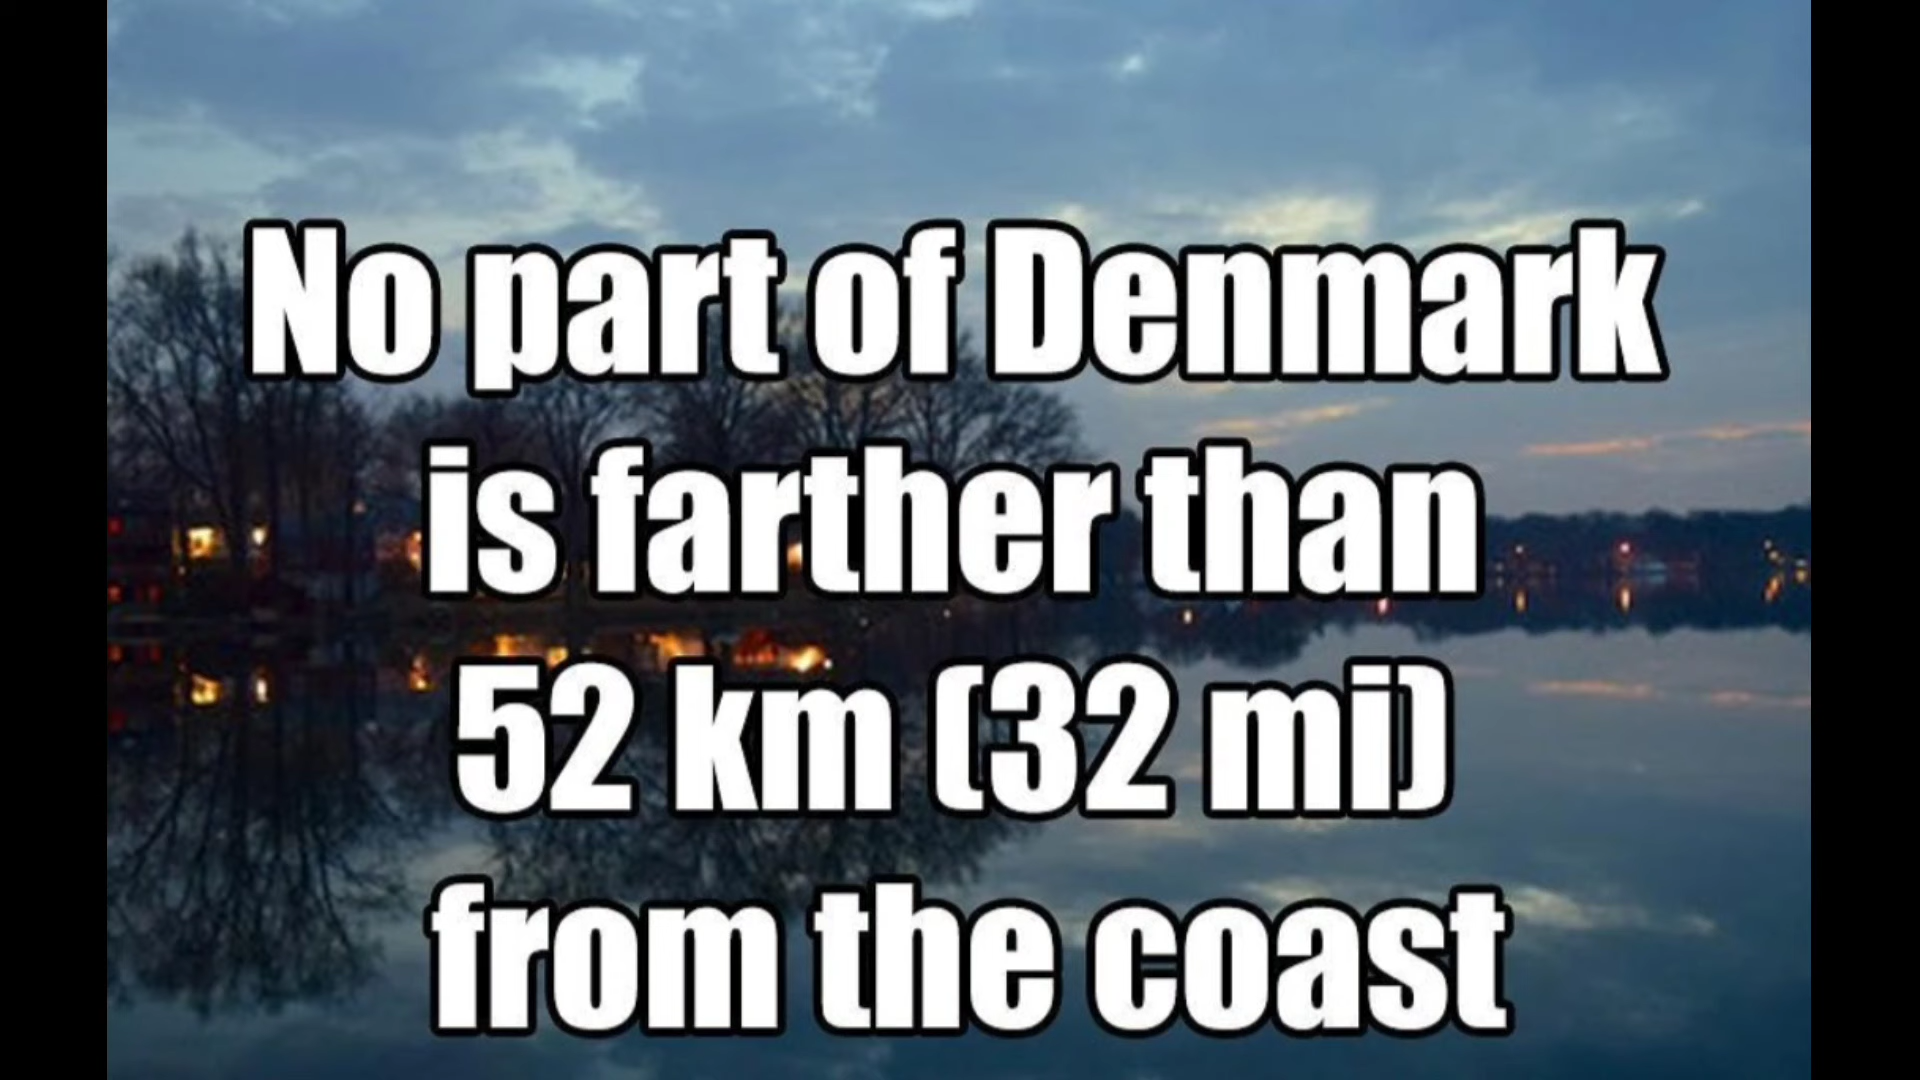 No part of Denmark
is farther than
52 km (32 mi)
from the coast